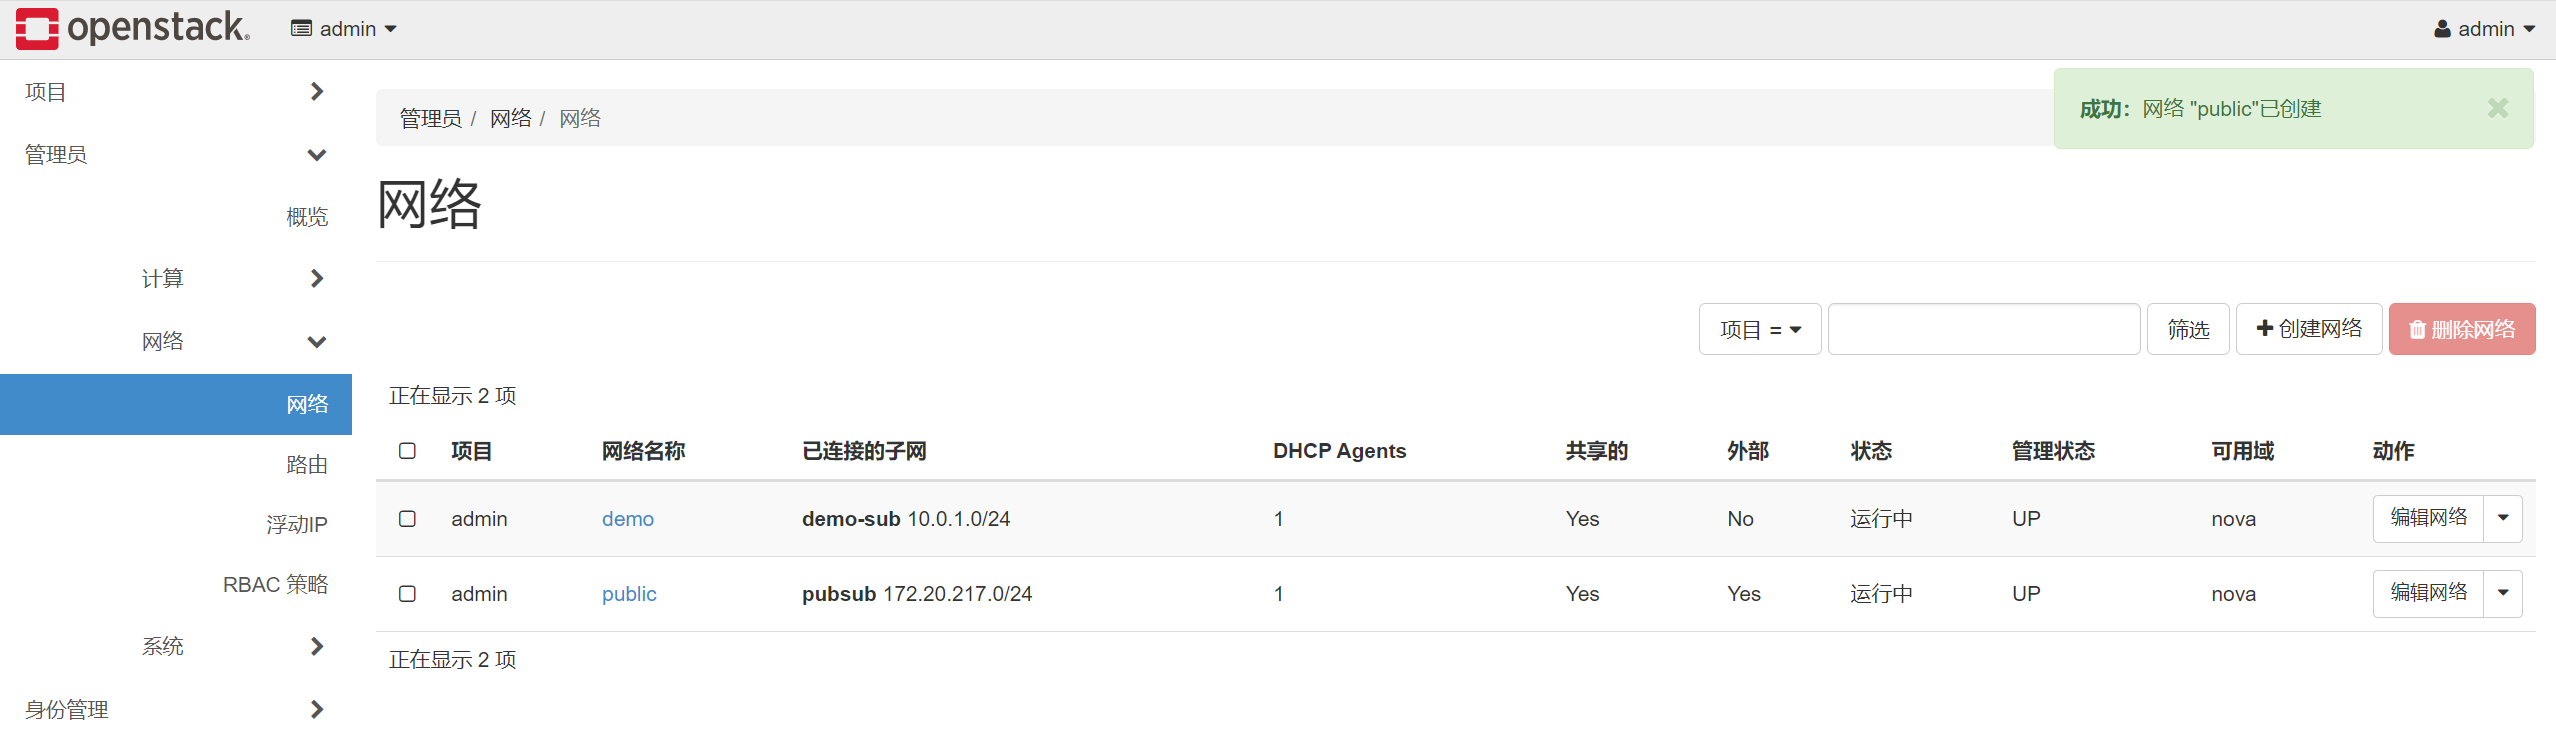 openstack. admin admin
成功：网络 "public"已创建
项目
管理员
概览
计算
网络
网络
路由
浮动IP
RBAC 策略
系统
身份管理
管理员 / 网络 / 网络
网络
项目 = 筛选 创建网络 删除网络
正在显示 2 项
项目 网络名称 已连接的子网 DHCP Agents 共享的 外部 状态 管理状态 可用域 动作
admin demo demo-sub 10.0.1.0/24 1 Yes No 运行中 UP nova 编辑网络
admin public pubsub 172.20.217.0/24 1 Yes Yes 运行中 UP nova 编辑网络
正在显示 2 项